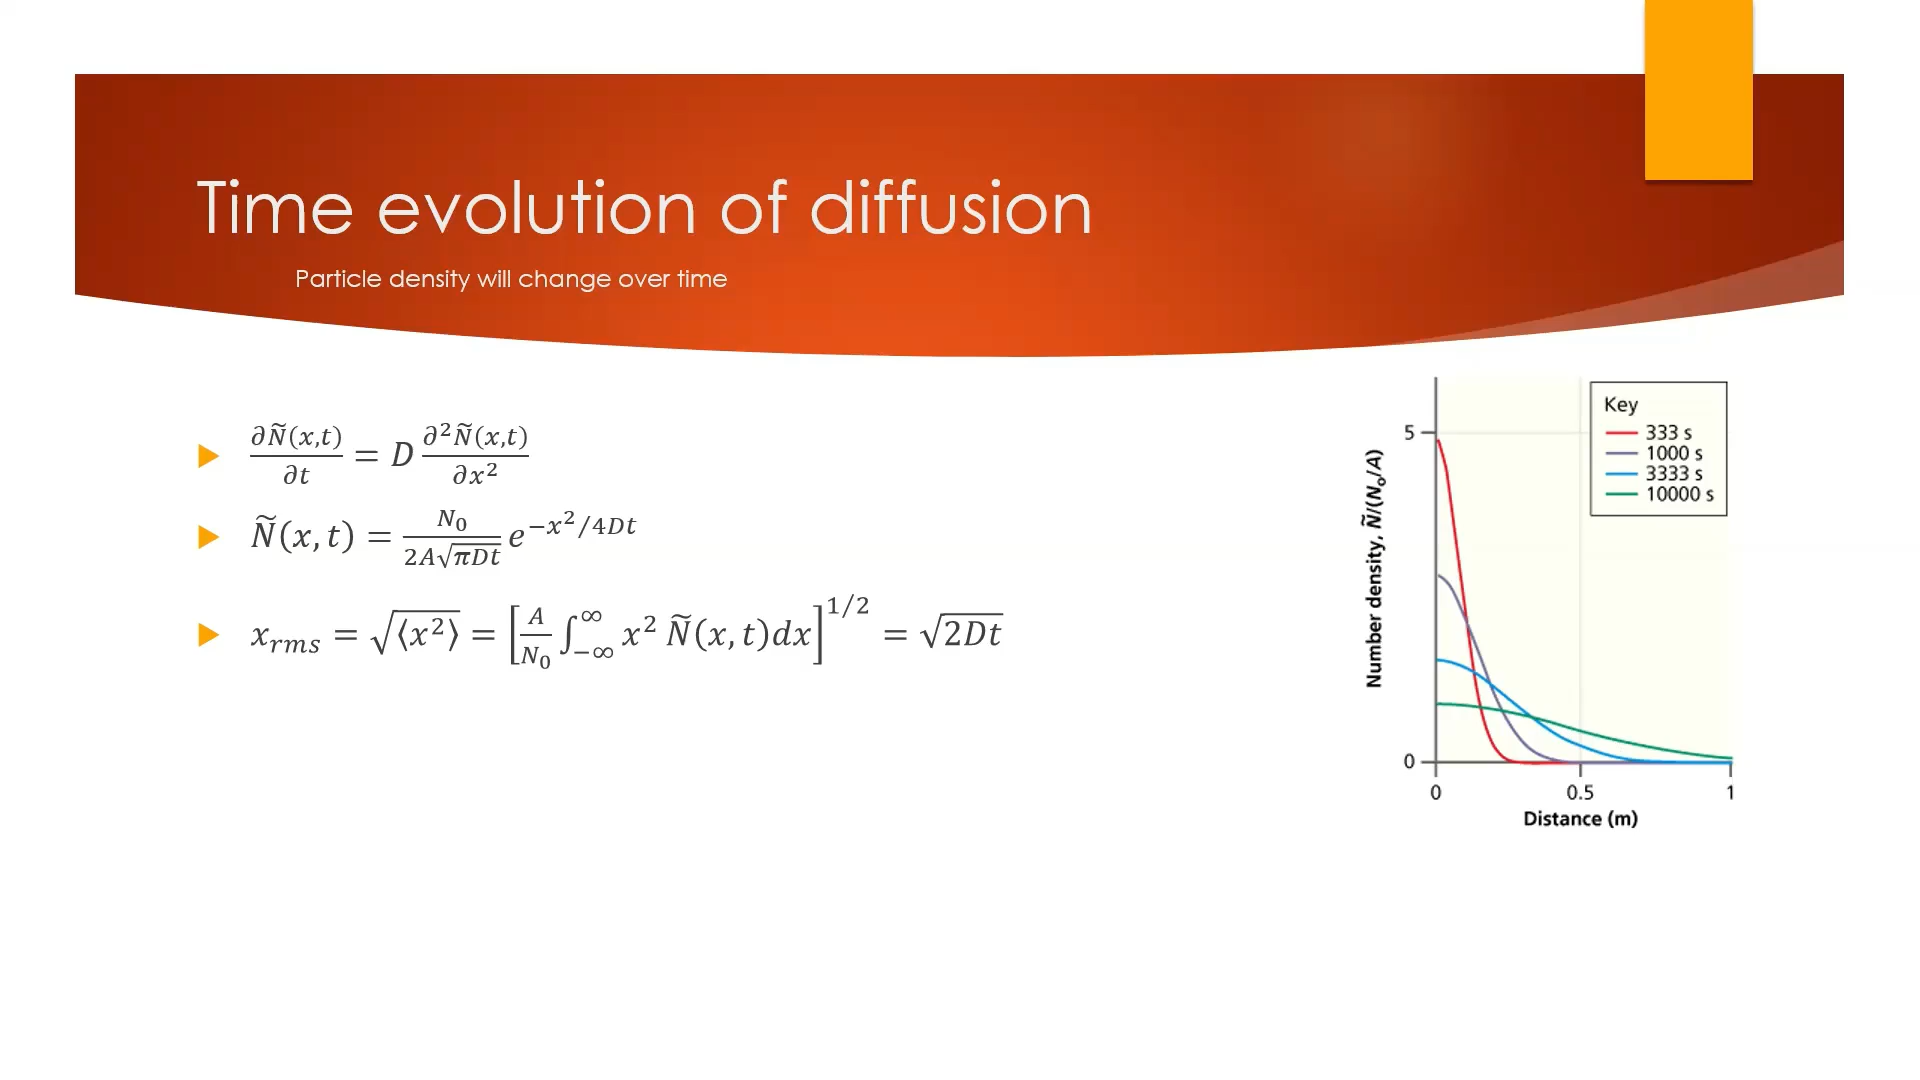 Time evolution of diffusion
Particle density will change over time
∂Ñ(x,t)/∂t = D ∂²Ñ(x,t)/∂x²
Ñ(x, t) = N₀/(2A√(πDt)) e^(−x²/4Dt)
x_rms = √⟨x²⟩ = [A/N₀ ∫_−∞^∞ x² Ñ(x, t)dx]^(1/2) = √(2Dt)
Key
333 s
1000 s
3333 s
10000 s
Number density, Ñ/(N₀/A)
5
0
0 0.5 1
Distance (m)